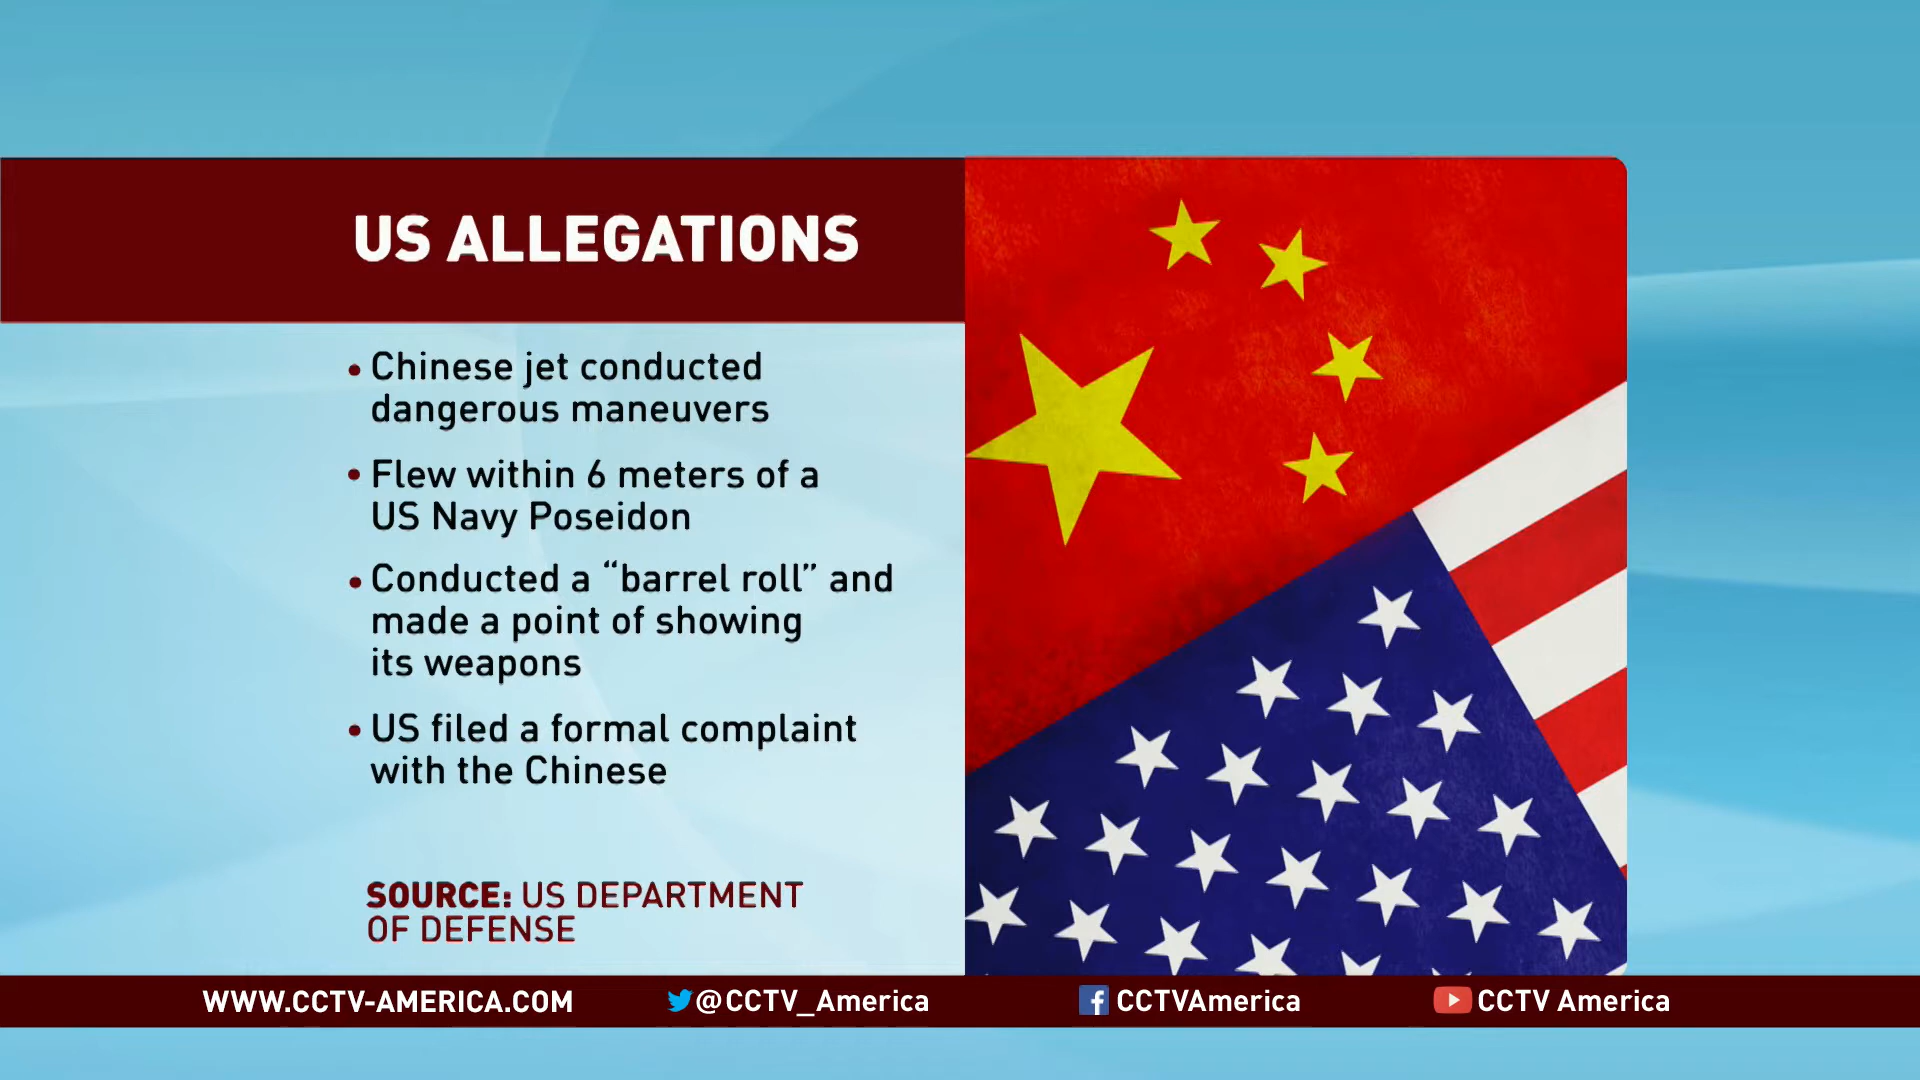 US ALLEGATIONS
• Chinese jet conducted
dangerous maneuvers
• Flew within 6 meters of a
US Navy Poseidon
• Conducted a “barrel roll” and
made a point of showing
its weapons
• US filed a formal complaint
with the Chinese
SOURCE: US DEPARTMENT
OF DEFENSE
WWW.CCTV-AMERICA.COM @CCTV_America CCTVAmerica CCTV America